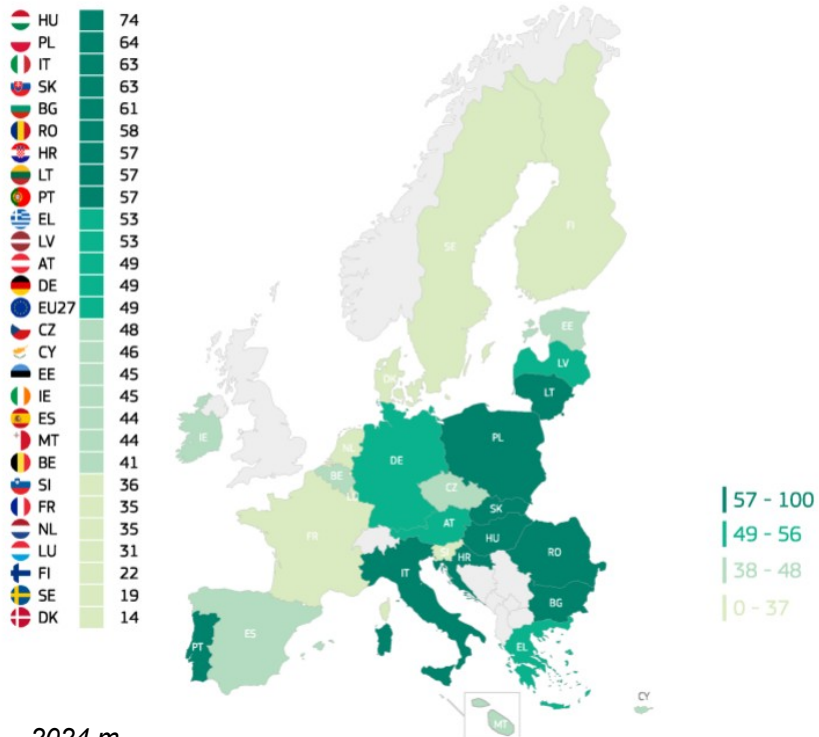 HU 74
PL 64
IT 63
SK 63
BG 61
RO 58
HR 57
LT 57
PT 57
EL 53
LV 53
AT 49
DE 49
EU27 49
CZ 48
CY 46
EE 45
IE 45
ES 44
MT 44
BE 41
SI 36
FR 35
NL 35
LU 31
FI 22
SE 19
DK 14
FI
SE
EE
LV
LT
DK
IE
NL
PL
DE
BE
LU
CZ
SK
AT
HU
FR
SI
HR
RO
IT
BG
ES
PT
EL
CY
MT
57 - 100
49 - 56
38 - 48
0 - 37
2024 m